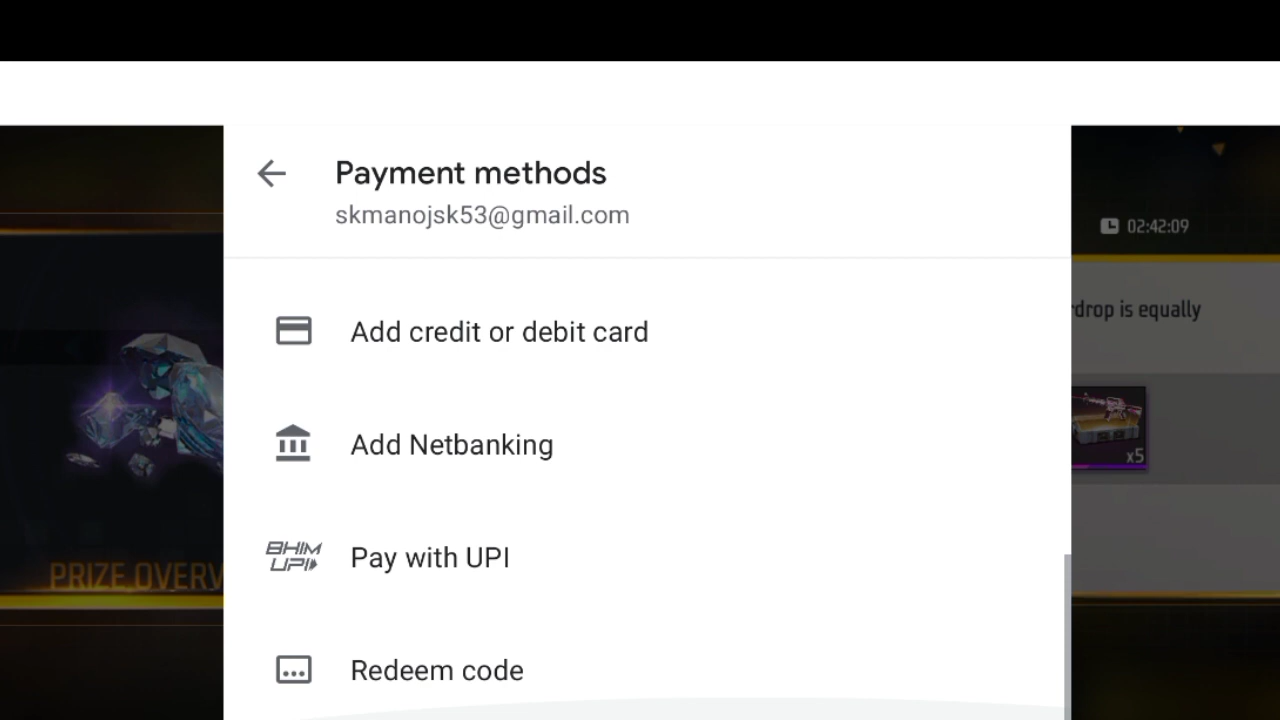 Payment methods
skmanojsk53@gmail.com
02:42:09
rdrop is equally
Add credit or debit card
Add Netbanking
x5
BHIM
UPI
Pay with UPI
PRIZE OVERV
Redeem code